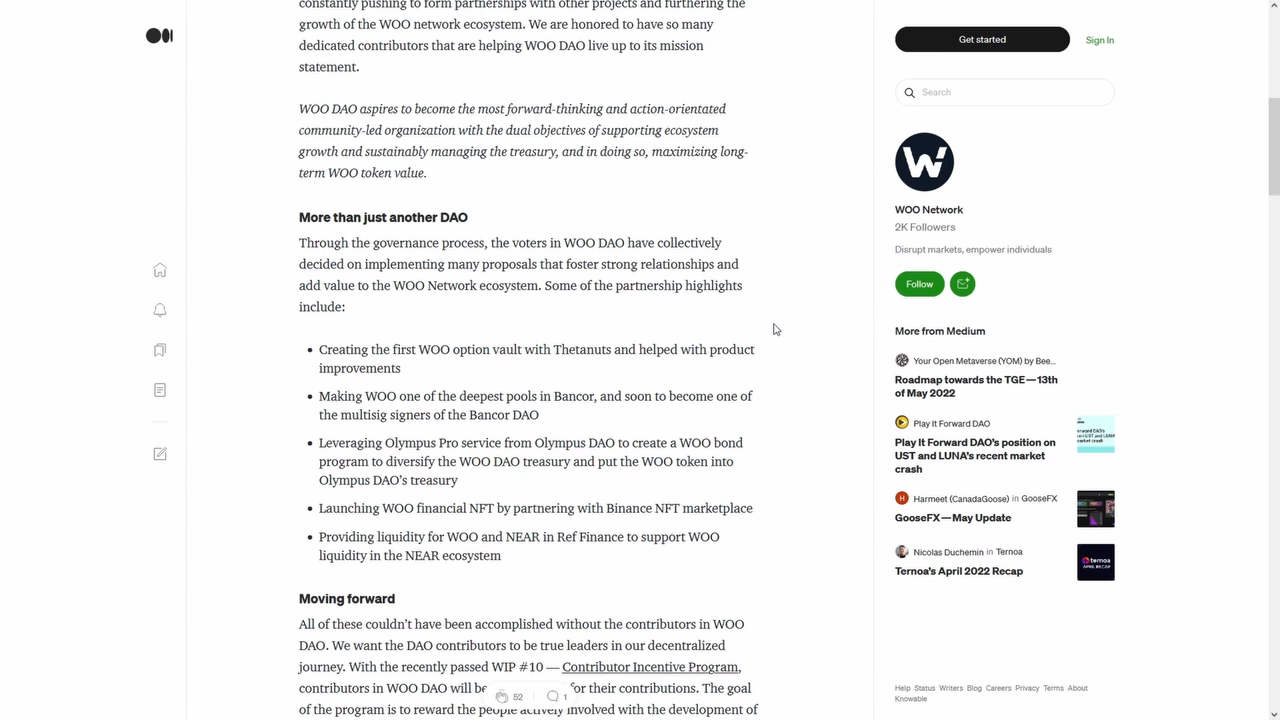 constantly pushing to form partnerships with other projects and furthering the
growth of the WOO network ecosystem. We are honored to have so many
dedicated contributors that are helping WOO DAO live up to its mission
statement.
WOO DAO aspires to become the most forward-thinking and action-orientated
community-led organization with the dual objectives of supporting ecosystem
growth and sustainably managing the treasury, and in doing so, maximizing long-
term WOO token value.
More than just another DAO
Through the governance process, the voters in WOO DAO have collectively
decided on implementing many proposals that foster strong relationships and
add value to the WOO Network ecosystem. Some of the partnership highlights
include:
• Creating the first WOO option vault with Thetanuts and helped with product
improvements
• Making WOO one of the deepest pools in Bancor, and soon to become one of
the multisig signers of the Bancor DAO
• Leveraging Olympus Pro service from Olympus DAO to create a WOO bond
program to diversify the WOO DAO treasury and put the WOO token into
Olympus DAO's treasury
• Launching WOO financial NFT by partnering with Binance NFT marketplace
• Providing liquidity for WOO and NEAR in Ref Finance to support WOO
liquidity in the NEAR ecosystem
Moving forward
All of these couldn't have been accomplished without the contributors in WOO
DAO. We want the DAO contributors to be true leaders in our decentralized
journey. With the recently passed WIP #10 — Contributor Incentive Program,
contributors in WOO DAO will be for their contributions. The goal
of the program is to reward the people actively involved with the development of
52
1
Get started
Sign In
Search
W
WOO Network
2K Followers
Disrupt markets, empower individuals
Follow
More from Medium
Your Open Metaverse (YOM) by Bee...
Roadmap towards the TGE — 13th
of May 2022
Play It Forward DAO
Play It Forward DAO's position on
UST and LUNA's recent market
crash
Harmeet (CanadaGoose) in GooseFX
GooseFX — May Update
Nicolas Duchemin in Ternoa
Ternoa's April 2022 Recap
Help Status Writers Blog Careers Privacy Terms About
Knowable